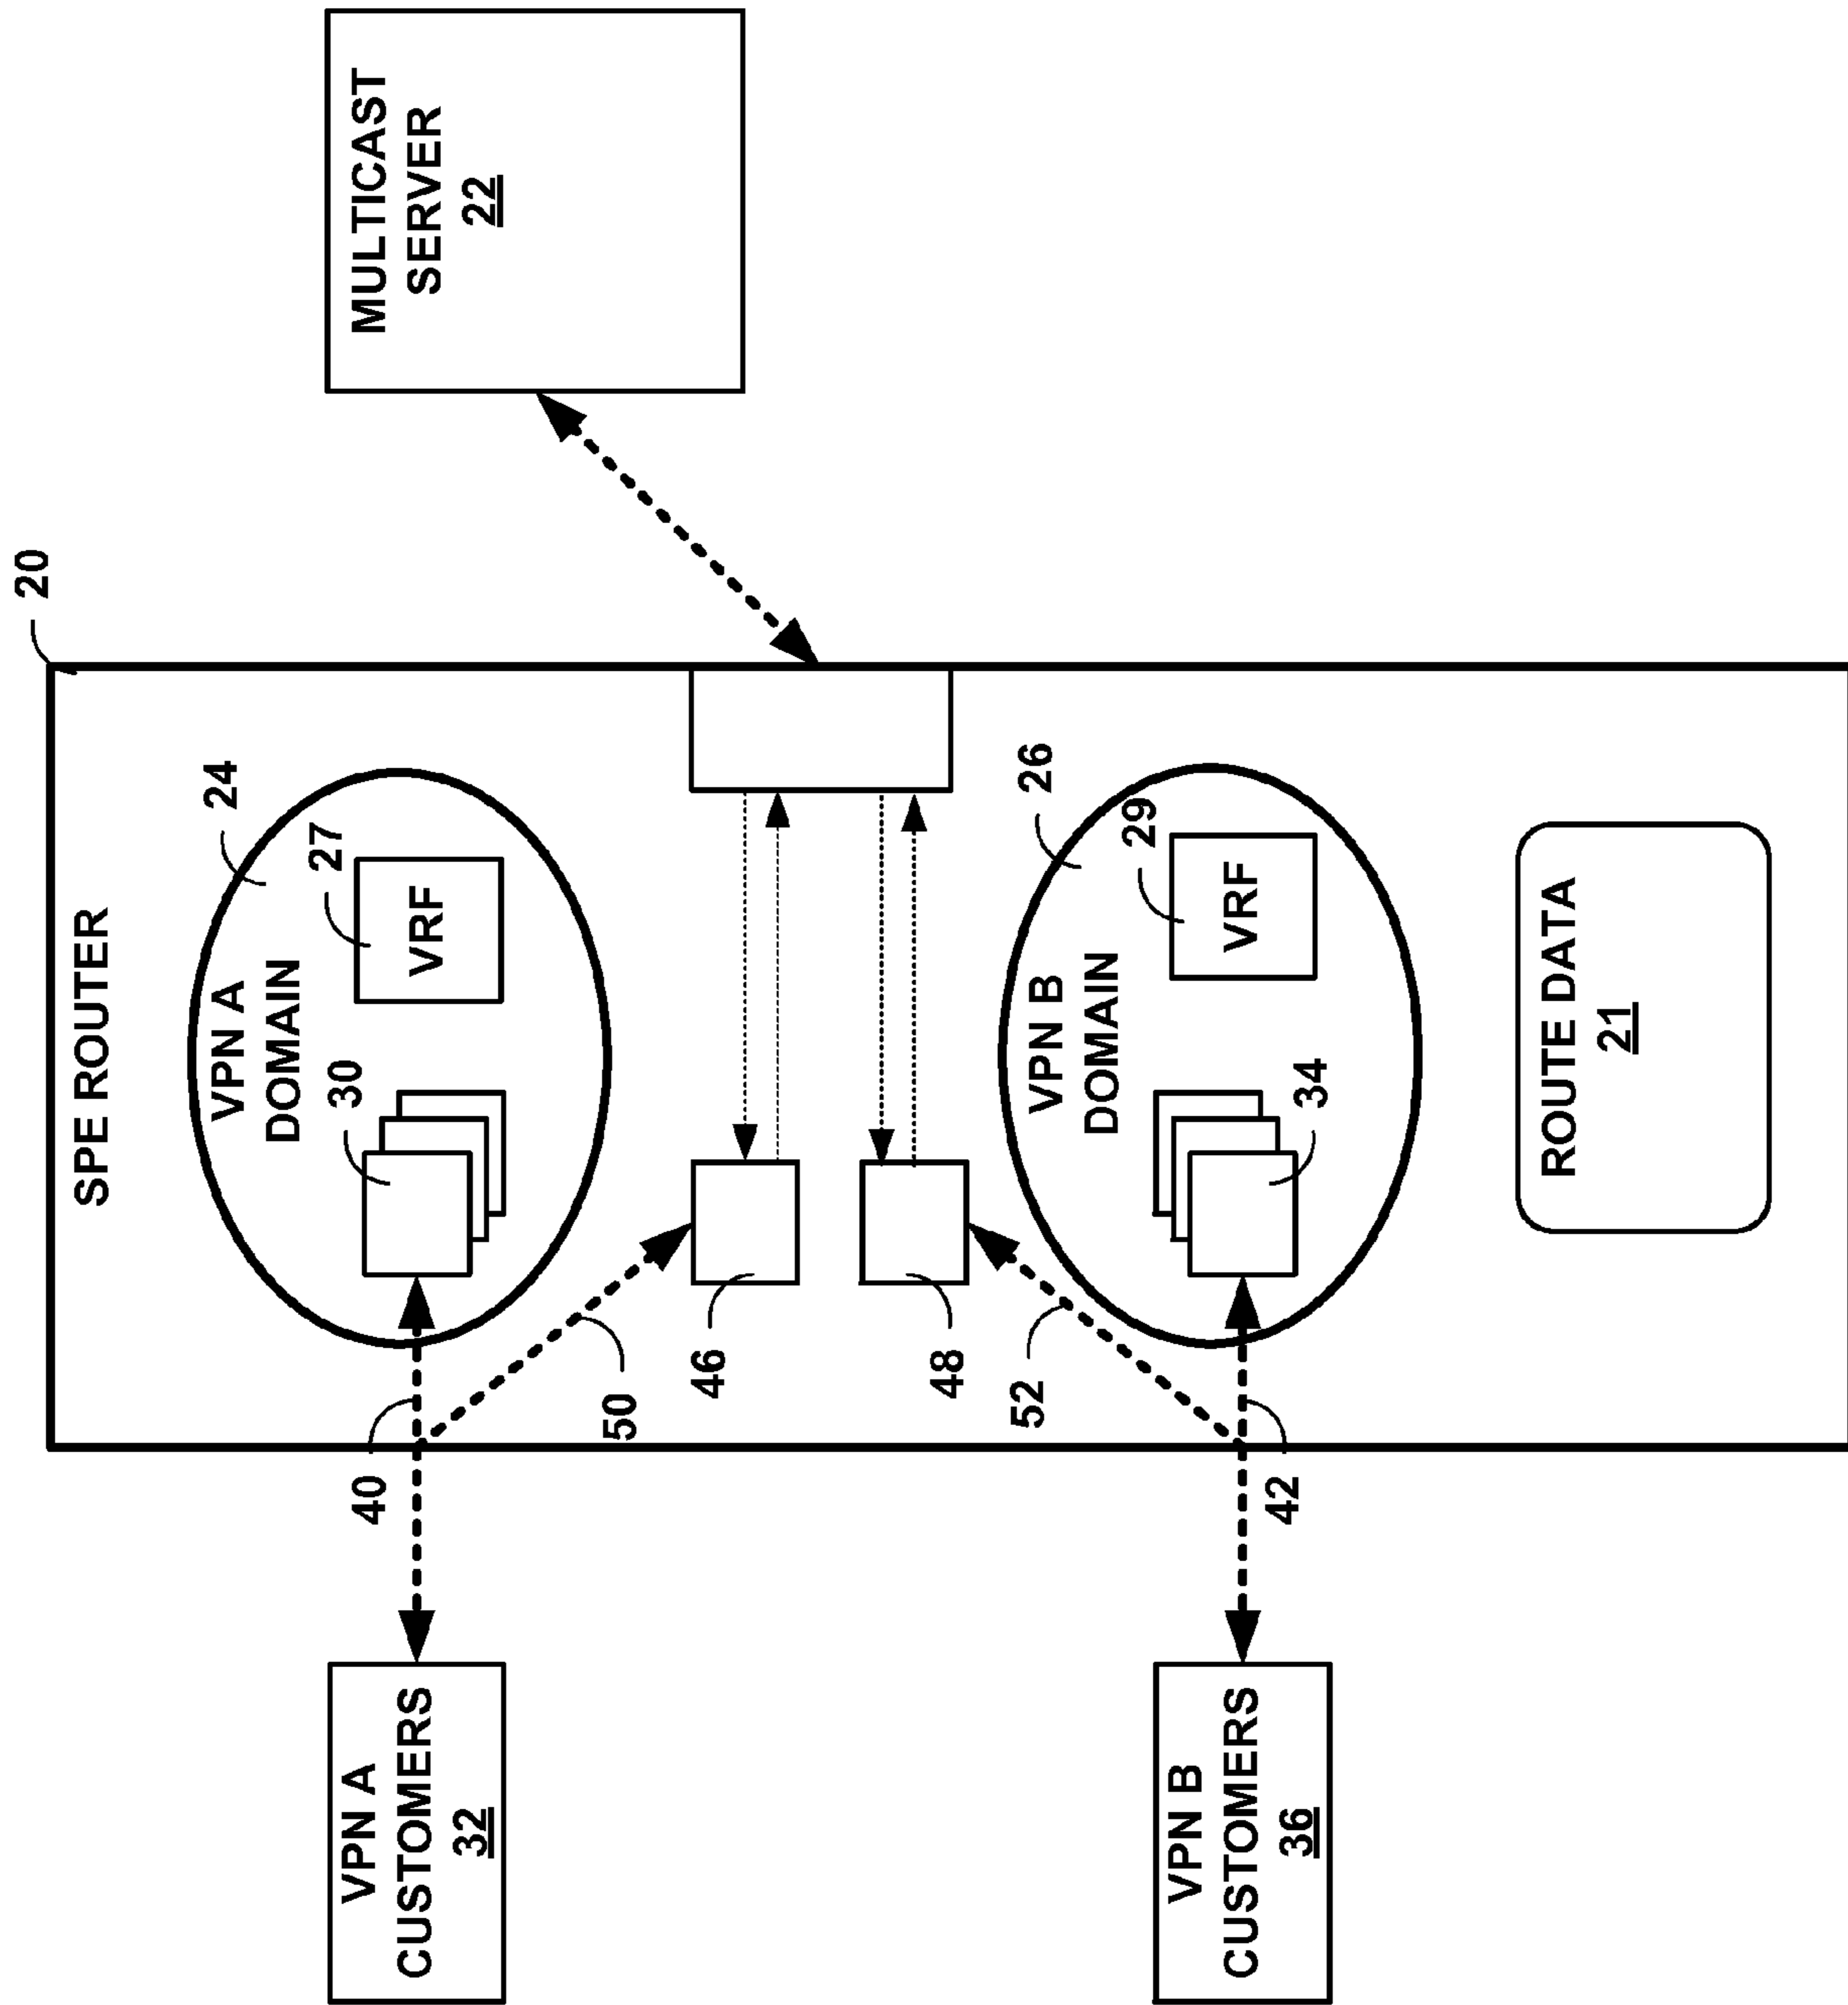 SPE ROUTER
20
VPN A
DOMAIN
24
VRF
27
30
MULTICAST
SERVER
22
VPN A
CUSTOMERS
32
40
50
46
48
52
VPN B
DOMAIN
26
VRF
29
34
VPN B
CUSTOMERS
36
42
ROUTE DATA
21